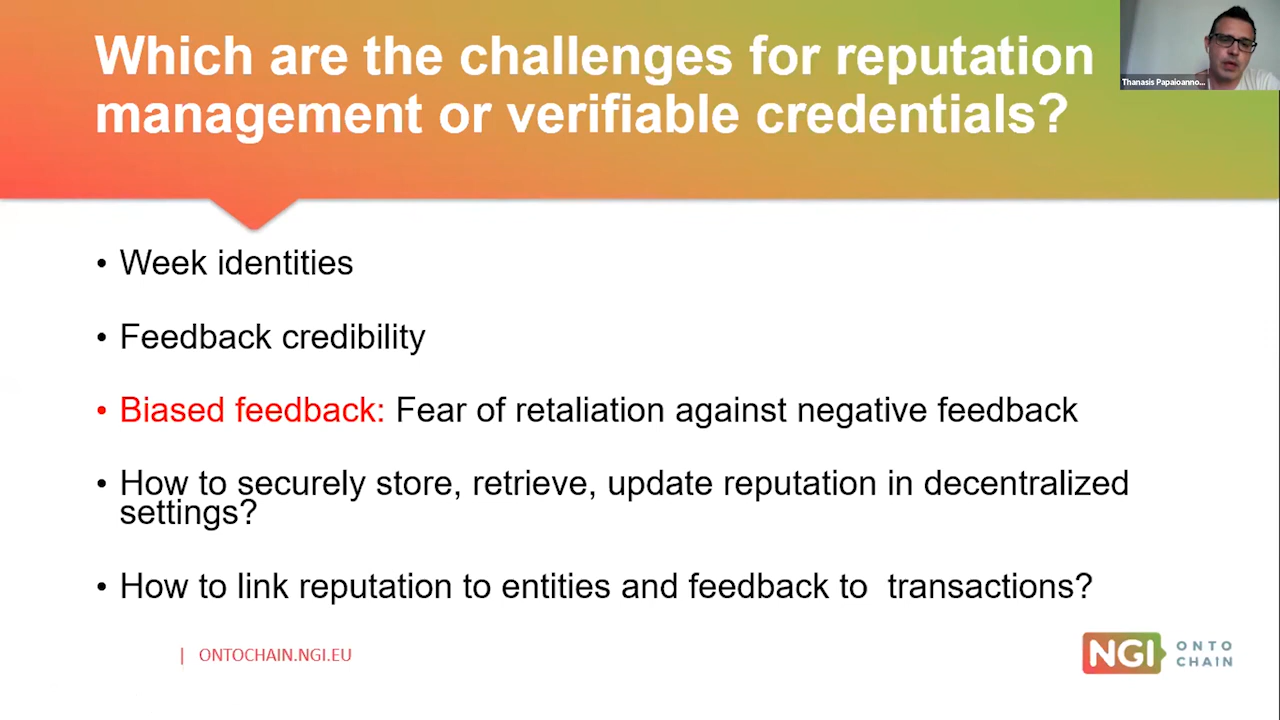 Which are the challenges for reputation
management or verifiable credentials?
Thanasis Papaioanno...
• Week identities
• Feedback credibility
• Biased feedback: Fear of retaliation against negative feedback
• How to securely store, retrieve, update reputation in decentralized
settings?
• How to link reputation to entities and feedback to  transactions?
| ONTOCHAIN.NGI.EU
NGI ONTO
CHAIN